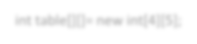 int table[][]= new int[4][5];